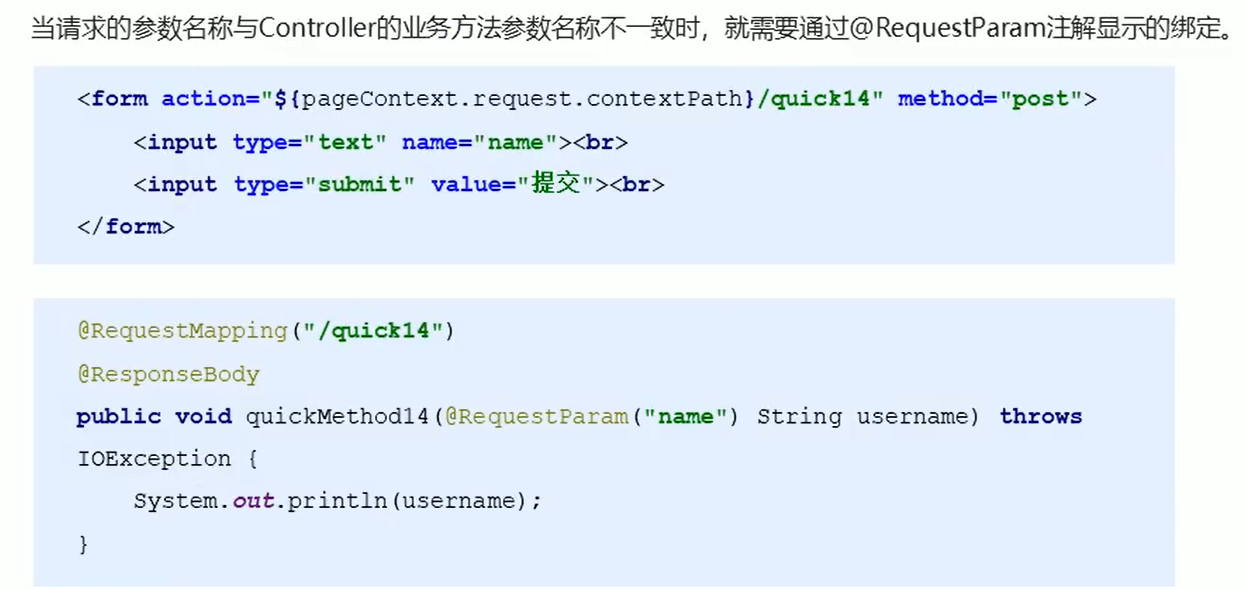 当请求的参数名称与Controller的业务方法参数名称不一致时，就需要通过@RequestParam注解显示的绑定。
<form action="${pageContext.request.contextPath}/quick14" method="post">
    <input type="text" name="name"><br>
    <input type="submit" value="提交"><br>
</form>
@RequestMapping("/quick14")
@ResponseBody
public void quickMethod14(@RequestParam("name") String username) throws
IOException {
    System.out.println(username);
}